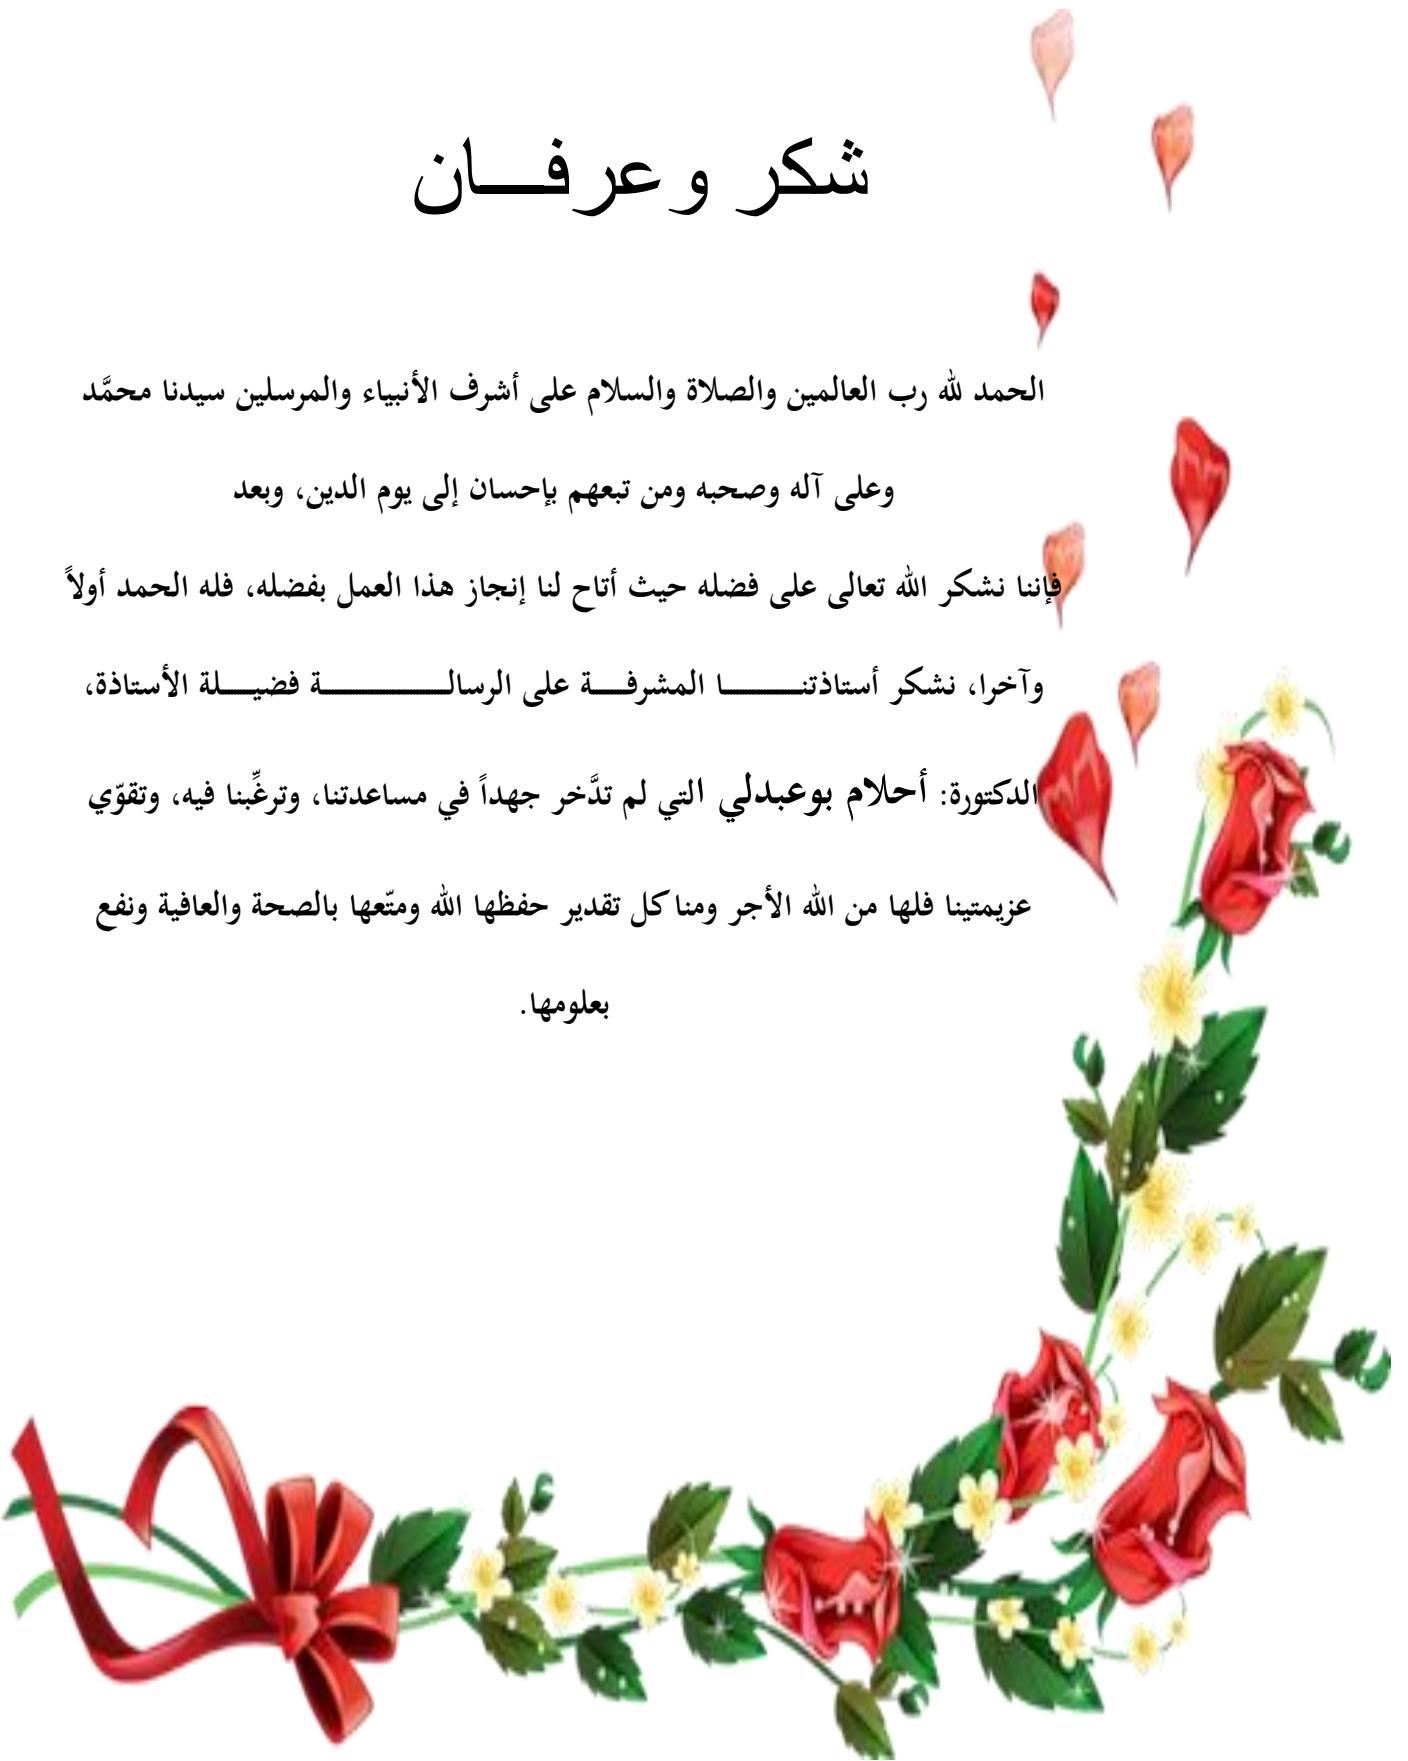 شكر وعرفـــان
الحمد لله رب العالمين والصلاة والسلام على أشرف الأنبياء والمرسلين سيدنا محمَّد
وعلى آله وصحبه ومن تبعهم بإحسان إلى يوم الدين، وبعد
فإننا نشكر الله تعالى على فضله حيث أتاح لنا إنجاز هذا العمل بفضله، فله الحمد أولاً
وآخرا، نشكر أستاذتنــــــــا المشرفـــة على الرسالـــــــــــــــة فضيـــلة الأستاذة،
الدكتورة: أحلام بوعبدلي التي لم تدَّخر جهداً في مساعدتنا، وترغِّبنا فيه، وتقوّي
عزيمتينا فلها من الله الأجر ومنا كل تقدير حفظها الله ومتّعها بالصحة والعافية ونفع
بعلومها.